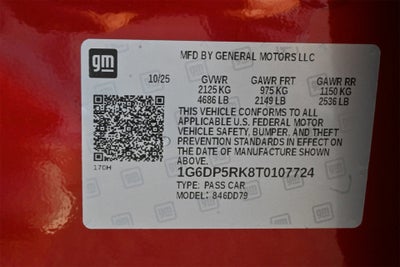 gm
MFD BY GENERAL MOTORS LLC
10/25 GVWR GAWR FRT GAWR RR
2125 KG 975 KG 1150 KG
4686 LB 2149 LB 2536 LB
THIS VEHICLE CONFORMS TO ALL
APPLICABLE U.S. FEDERAL MOTOR
VEHICLE SAFETY, BUMPER, AND THEFT
PREVENTION STANDARDS IN EFFECT ON
THE DATE OF MANUFACTURE SHOWN
ABOVE.
1G6DP5RK8T0107724
TYPE: PASS CAR
MODEL: 846DD79